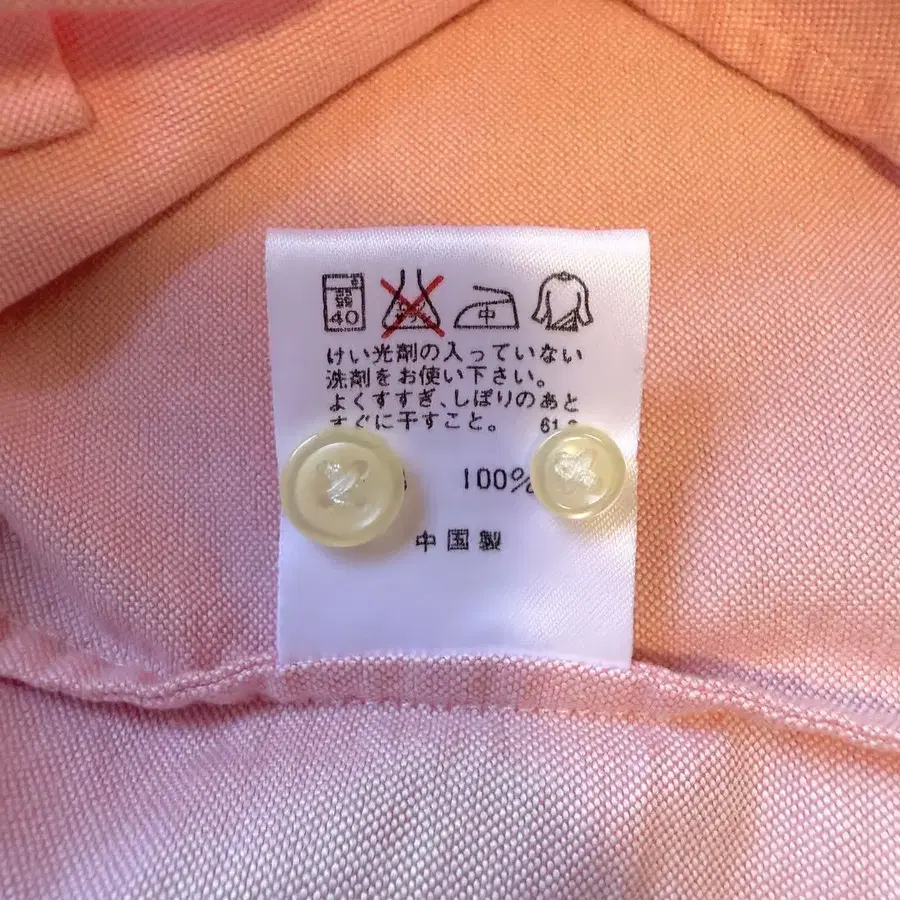 40
中
けい光剤の入っていない
洗剤をお使い下さい。
よくすすぎ、しぼりのあと
すぐに干すこと。
100%
中国製